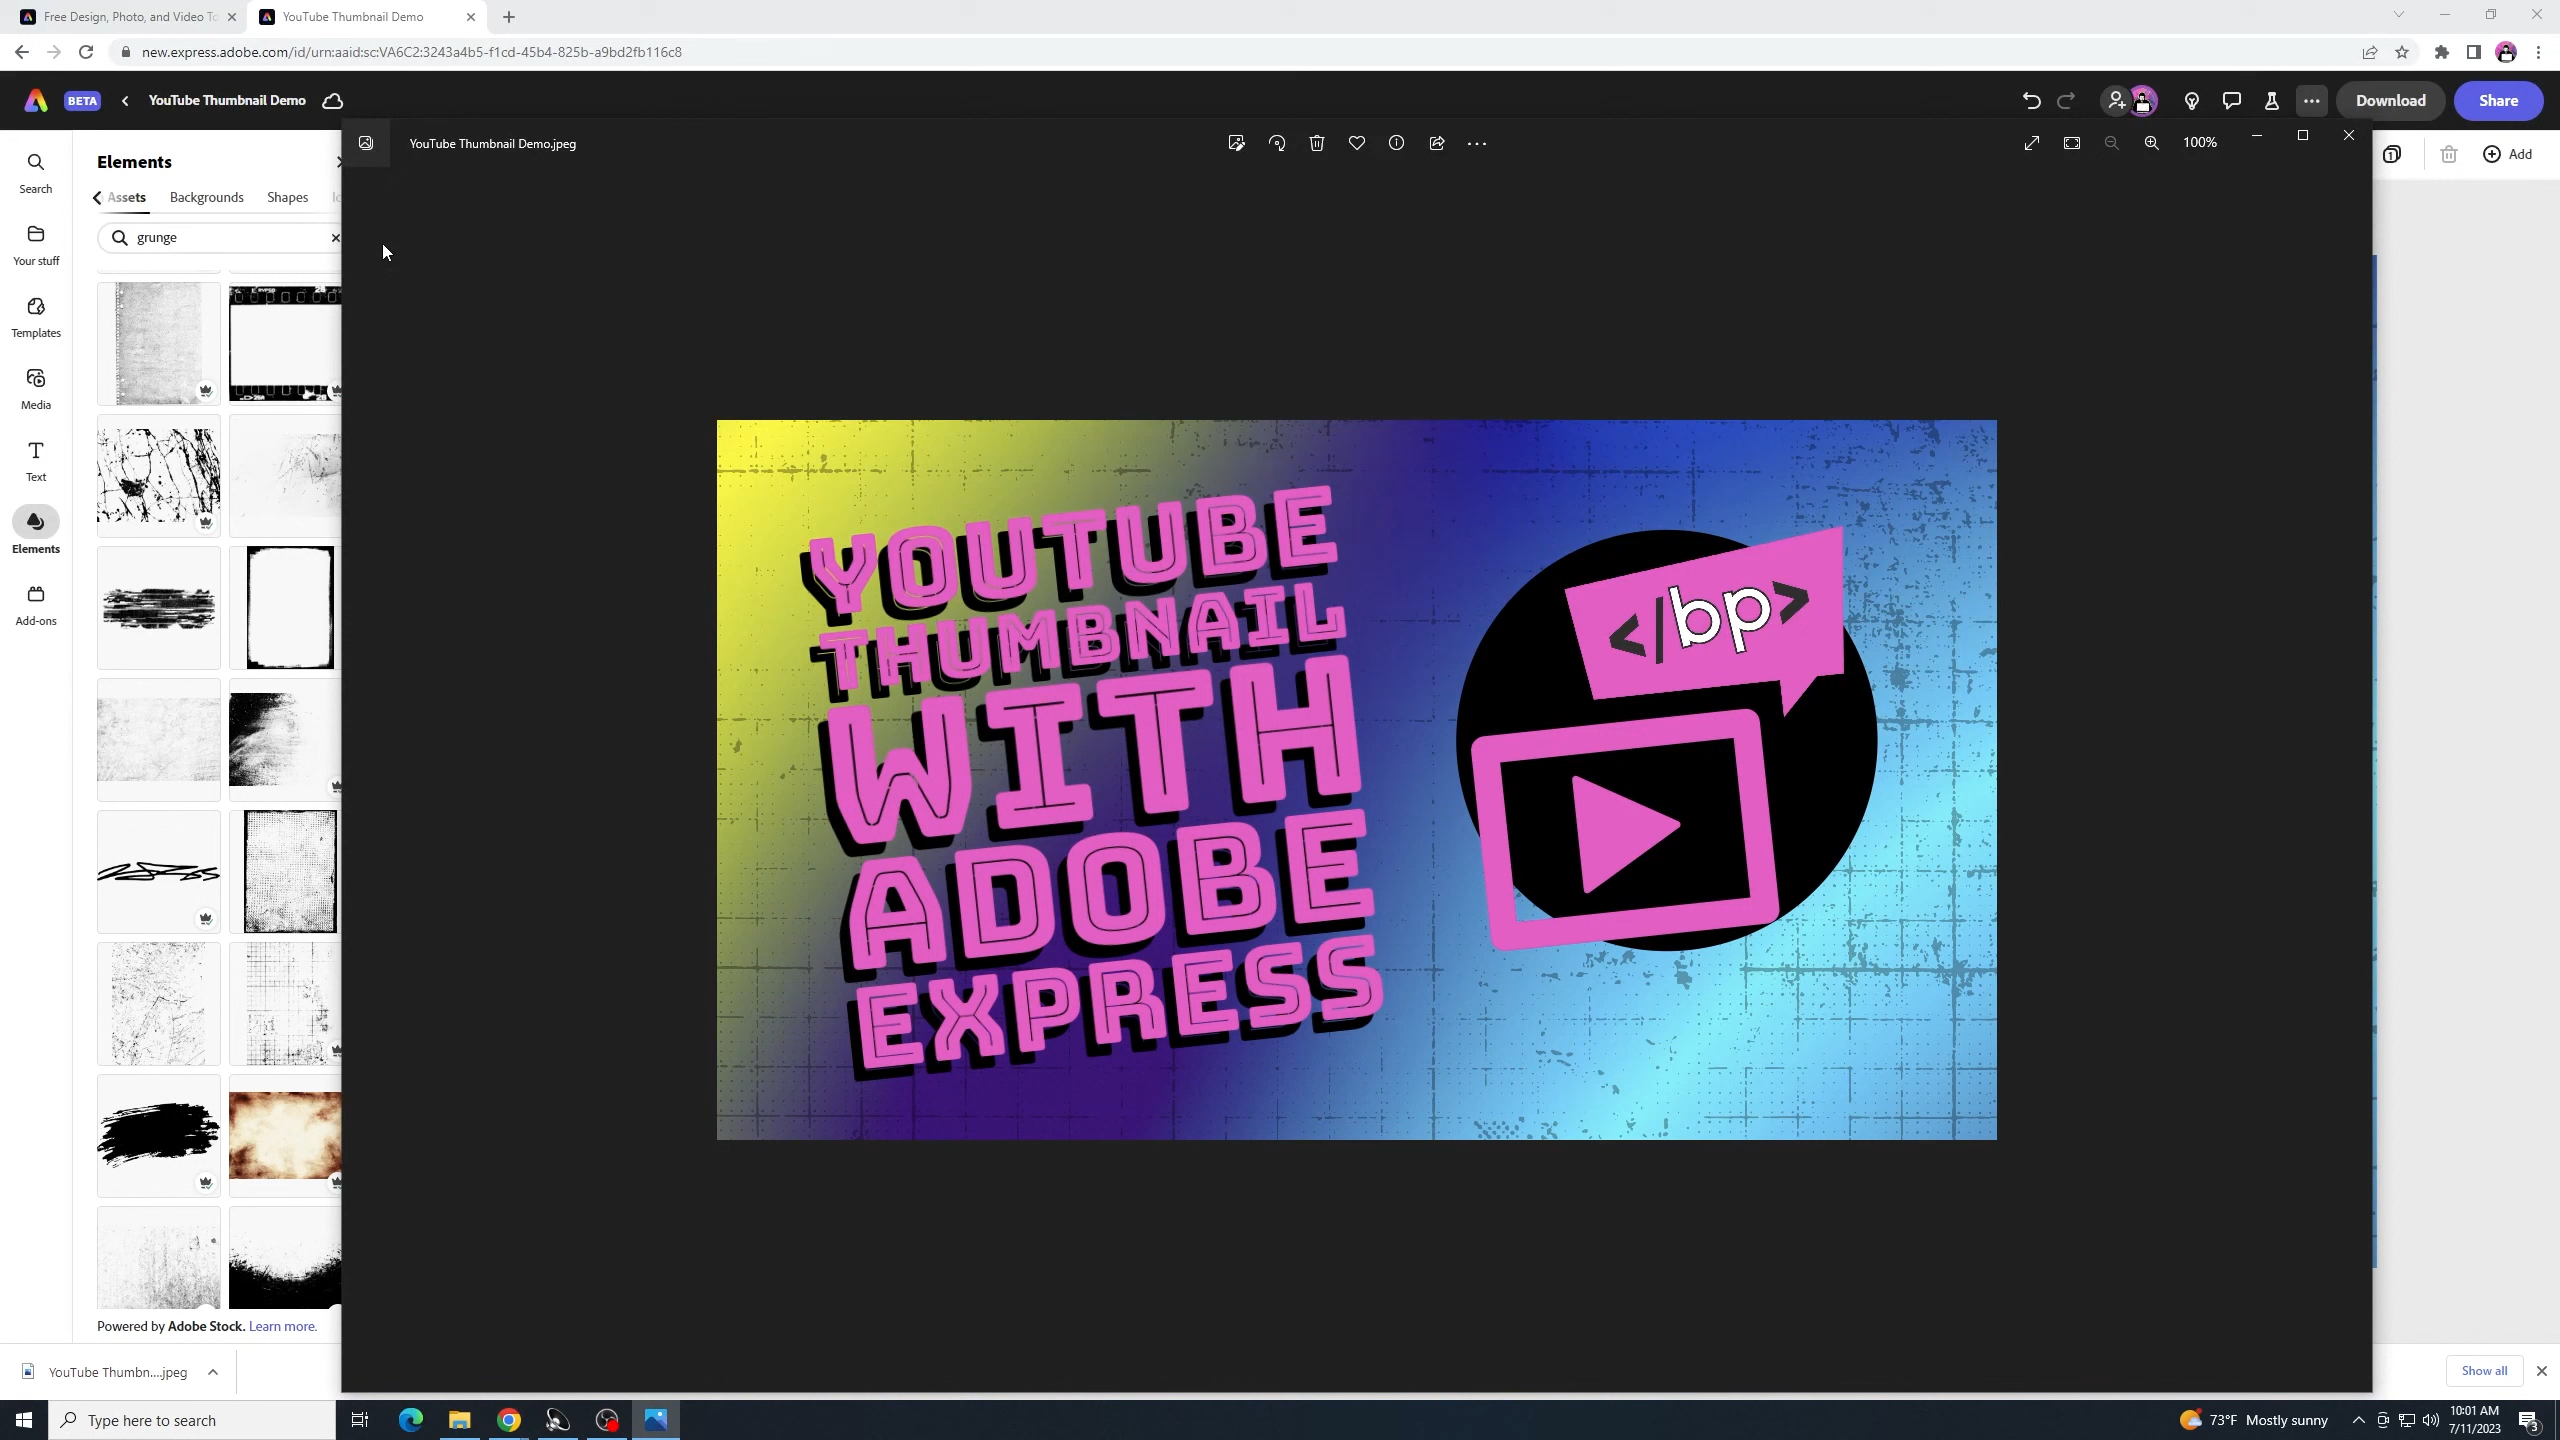 Free Design, Photo, and Video To
YouTube Thumbnail Demo
new.express.adobe.com/id/urn:aaid:sc:VA6C2:3243a4b5-f1cd-45b4-825b-a9bd2fb116c8
BETA
YouTube Thumbnail Demo
Download
Share
YouTube Thumbnail Demo.jpeg
100%
Add
Elements
Assets
Backgrounds
Shapes
grunge
Search
Your stuff
Templates
Media
Text
Elements
Add-ons
YOUTUBE
THUMBNAIL
WITH
ADOBE
EXPRESS
</bp>
Powered by Adobe Stock. Learn more.
YouTube Thumbn....jpeg
Show all
Type here to search
73°F Mostly sunny
10:01 AM
7/11/2023
3